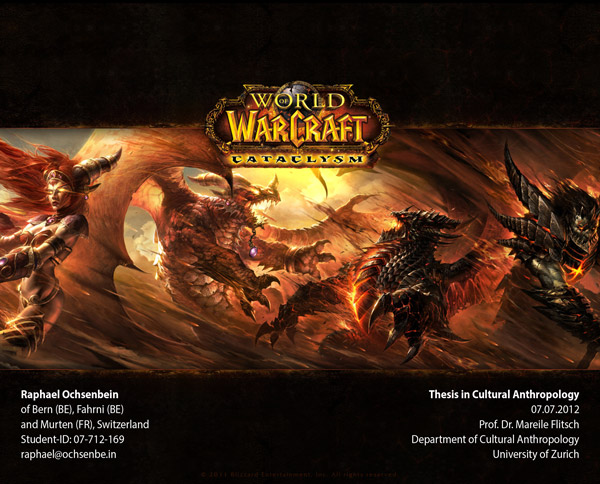 WORLD
OF
WARCRAFT
CATACLYSM
Raphael Ochsenbein
of Bern (BE), Fahrni (BE)
and Murten (FR), Switzerland
Student-ID: 07-712-169
raphael@ochsenbe.in
Thesis in Cultural Anthropology
07.07.2012
Prof. Dr. Mareile Flitsch
Department of Cultural Anthropology
University of Zurich